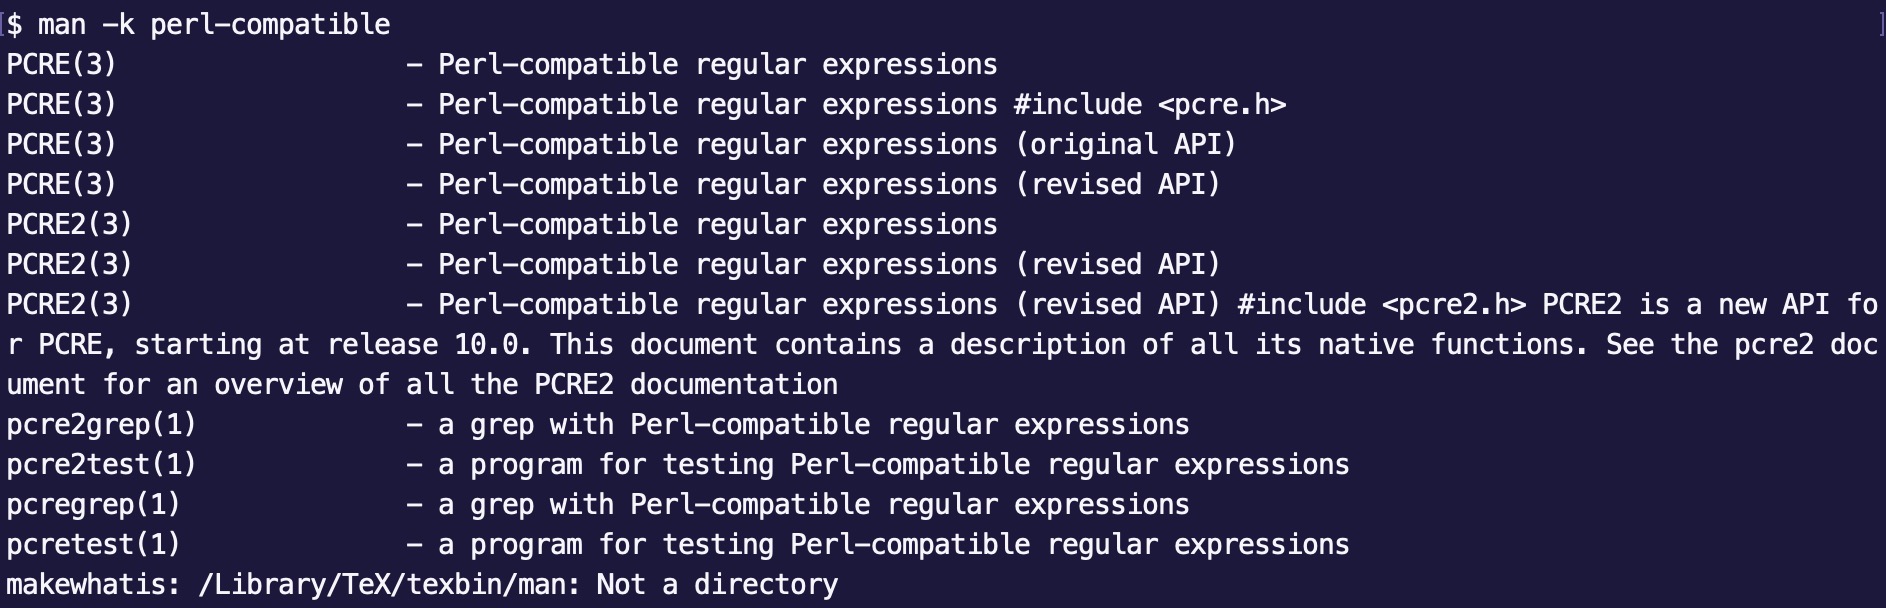 [$ man -k perl-compatible ]
PCRE(3)                  - Perl-compatible regular expressions
PCRE(3)                  - Perl-compatible regular expressions #include <pcre.h>
PCRE(3)                  - Perl-compatible regular expressions (original API)
PCRE(3)                  - Perl-compatible regular expressions (revised API)
PCRE2(3)                 - Perl-compatible regular expressions
PCRE2(3)                 - Perl-compatible regular expressions (revised API)
PCRE2(3)                 - Perl-compatible regular expressions (revised API) #include <pcre2.h> PCRE2 is a new API fo
r PCRE, starting at release 10.0. This document contains a description of all its native functions. See the pcre2 doc
ument for an overview of all the PCRE2 documentation
pcre2grep(1)             - a grep with Perl-compatible regular expressions
pcre2test(1)             - a program for testing Perl-compatible regular expressions
pcregrep(1)              - a grep with Perl-compatible regular expressions
pcretest(1)              - a program for testing Perl-compatible regular expressions
makewhatis: /Library/TeX/texbin/man: Not a directory